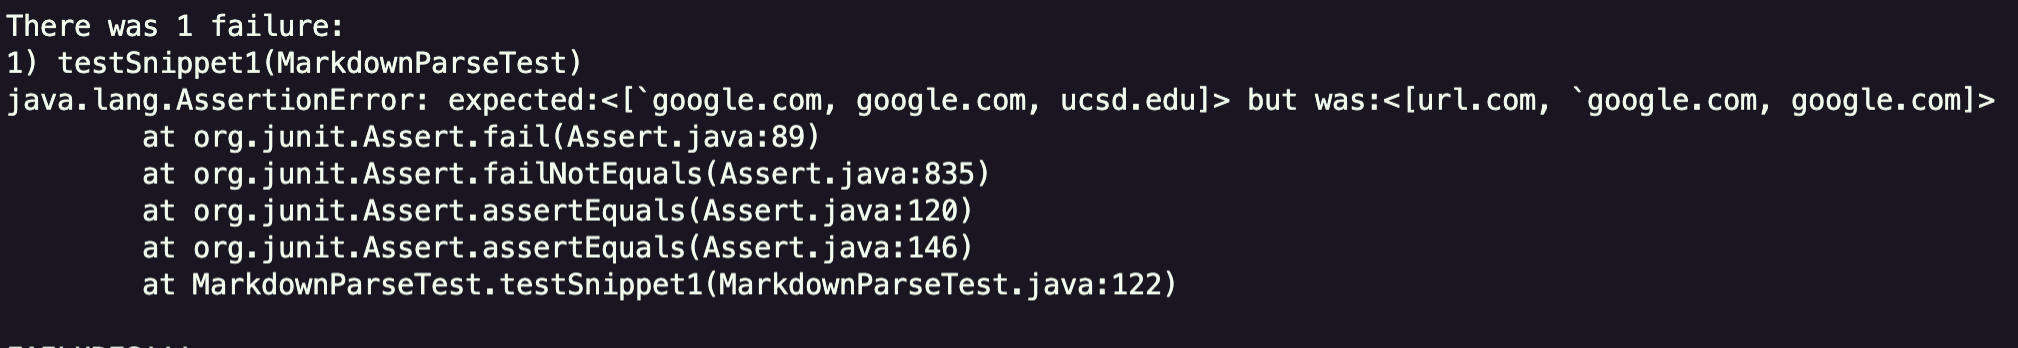 There was 1 failure:
1) testSnippet1(MarkdownParseTest)
java.lang.AssertionError: expected:<[`google.com, google.com, ucsd.edu]> but was:<[url.com, `google.com, google.com]>
        at org.junit.Assert.fail(Assert.java:89)
        at org.junit.Assert.failNotEquals(Assert.java:835)
        at org.junit.Assert.assertEquals(Assert.java:120)
        at org.junit.Assert.assertEquals(Assert.java:146)
        at MarkdownParseTest.testSnippet1(MarkdownParseTest.java:122)